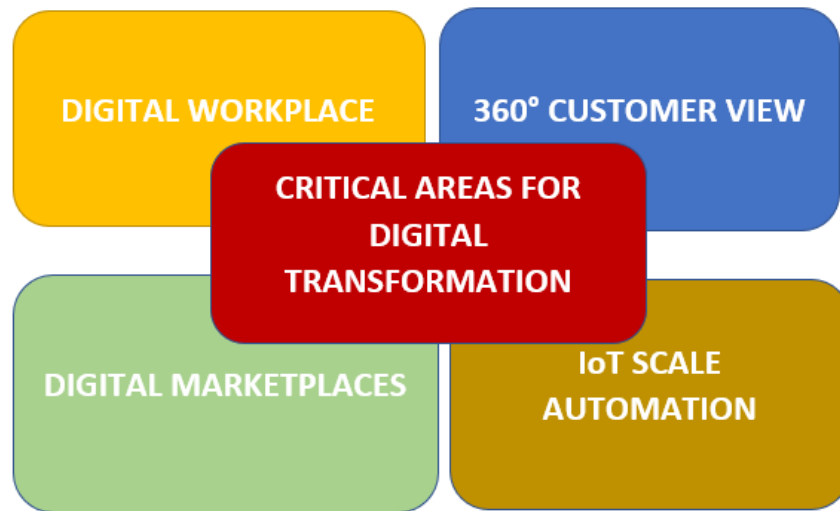 DIGITAL WORKPLACE
360° CUSTOMER VIEW
CRITICAL AREAS FOR
DIGITAL
TRANSFORMATION
DIGITAL MARKETPLACES
IoT SCALE
AUTOMATION